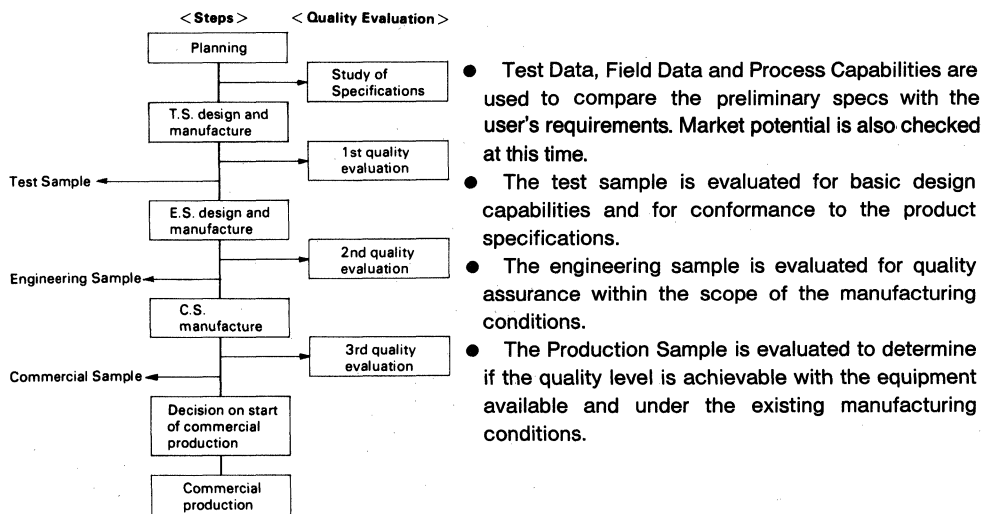 <Steps>
<Quality Evaluation>
Planning
Study of
Specifications
T.S. design and
manufacture
1st quality
evaluation
Test Sample
E.S. design and
manufacture
2nd quality
evaluation
Engineering Sample
C.S.
manufacture
3rd quality
evaluation
Commercial Sample
Decision on start
of commercial
production
Commercial
production
● Test Data, Field Data and Process Capabilities are
used to compare the preliminary specs with the
user's requirements. Market potential is also checked
at this time.
● The test sample is evaluated for basic design
capabilities and for conformance to the product
specifications.
● The engineering sample is evaluated for quality
assurance within the scope of the manufacturing
conditions.
● The Production Sample is evaluated to determine
if the quality level is achievable with the equipment
available and under the existing manufacturing
conditions.